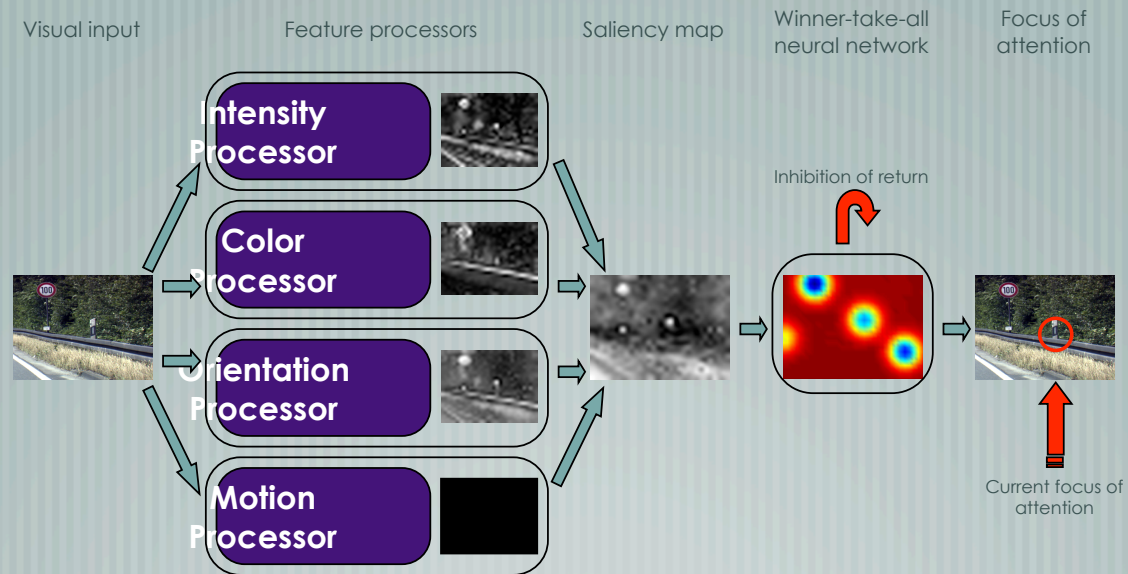 Visual input
Feature processors
Saliency map
Winner-take-all
neural network
Focus of
attention
Intensity
Processor
Color
Processor
Orientation
Processor
Motion
Processor
100
Inhibition of return
100
Current focus of
attention